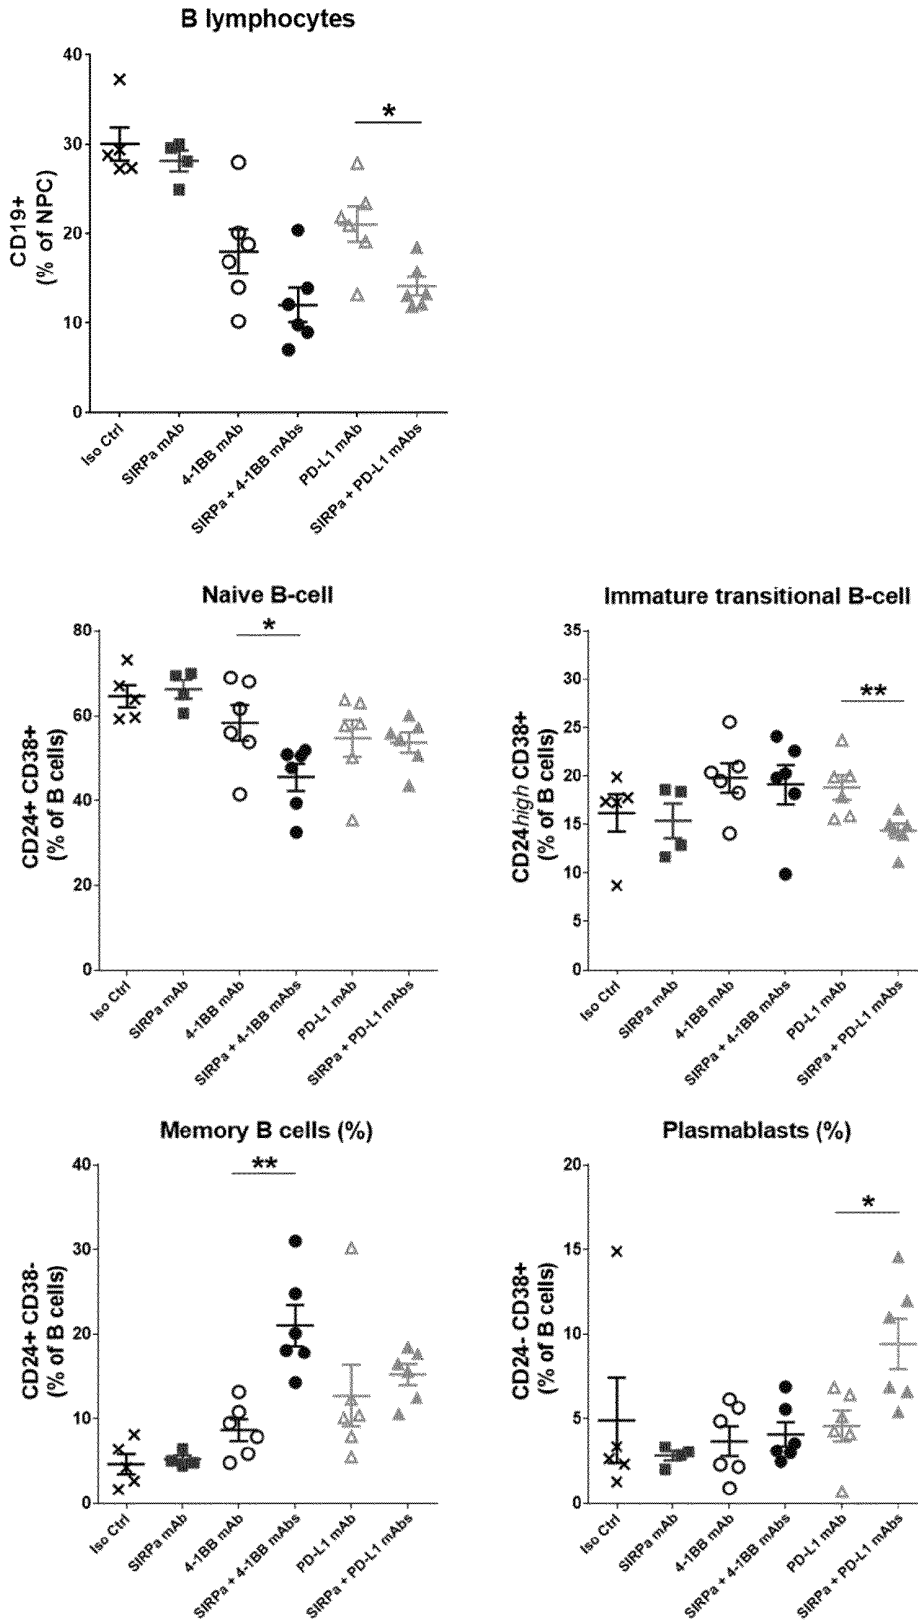 B lymphocytes
CD19+
(% of NPC)
40
30
20
10
0
*
Iso Ctrl
SIRPa mAb
4-1BB mAb
SIRPa + 4-1BB mAbs
PD-L1 mAb
SIRPa + PD-L1 mAbs
Naive B-cell
CD24+ CD38+
(% of B cells)
80
60
40
20
0
*
Iso Ctrl
SIRPa mAb
4-1BB mAb
SIRPa + 4-1BB mAbs
PD-L1 mAb
SIRPa + PD-L1 mAbs
Immature transitional B-cell
CD24high CD38+
(% of B cells)
35
30
25
20
15
10
5
0
**
Iso Ctrl
SIRPa mAb
4-1BB mAb
SIRPa + 4-1BB mAbs
PD-L1 mAb
SIRPa + PD-L1 mAbs
Memory B cells (%)
CD24+ CD38-
(% of B cells)
40
30
20
10
0
**
Iso Ctrl
SIRPa mAb
4-1BB mAb
SIRPa + 4-1BB mAbs
PD-L1 mAb
SIRPa + PD-L1 mAbs
Plasmablasts (%)
CD24- CD38+
(% of B cells)
20
15
10
5
0
*
Iso Ctrl
SIRPa mAb
4-1BB mAb
SIRPa + 4-1BB mAbs
PD-L1 mAb
SIRPa + PD-L1 mAbs